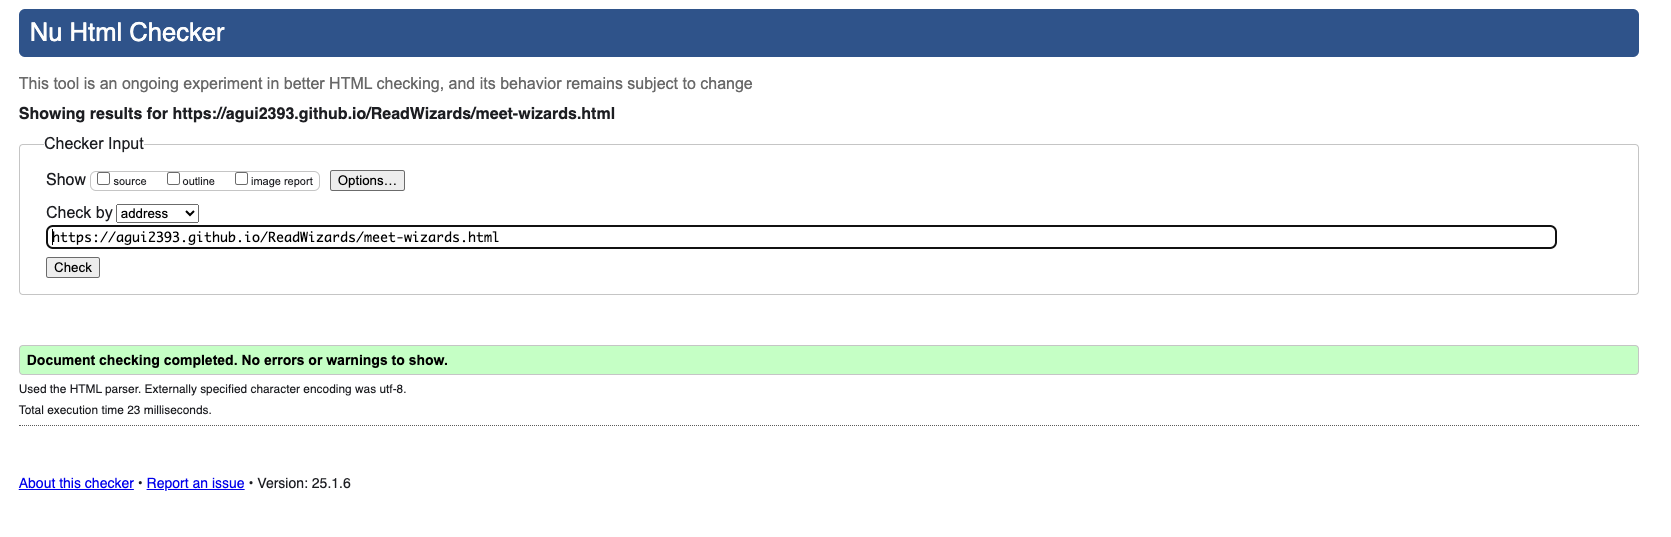 Nu Html Checker
This tool is an ongoing experiment in better HTML checking, and its behavior remains subject to change
Showing results for https://agui2393.github.io/ReadWizards/meet-wizards.html
Checker Input
Show source outline image report Options...
Check by address
https://agui2393.github.io/ReadWizards/meet-wizards.html
Check
Document checking completed. No errors or warnings to show.
Used the HTML parser. Externally specified character encoding was utf-8.
Total execution time 23 milliseconds.
About this checker • Report an issue • Version: 25.1.6